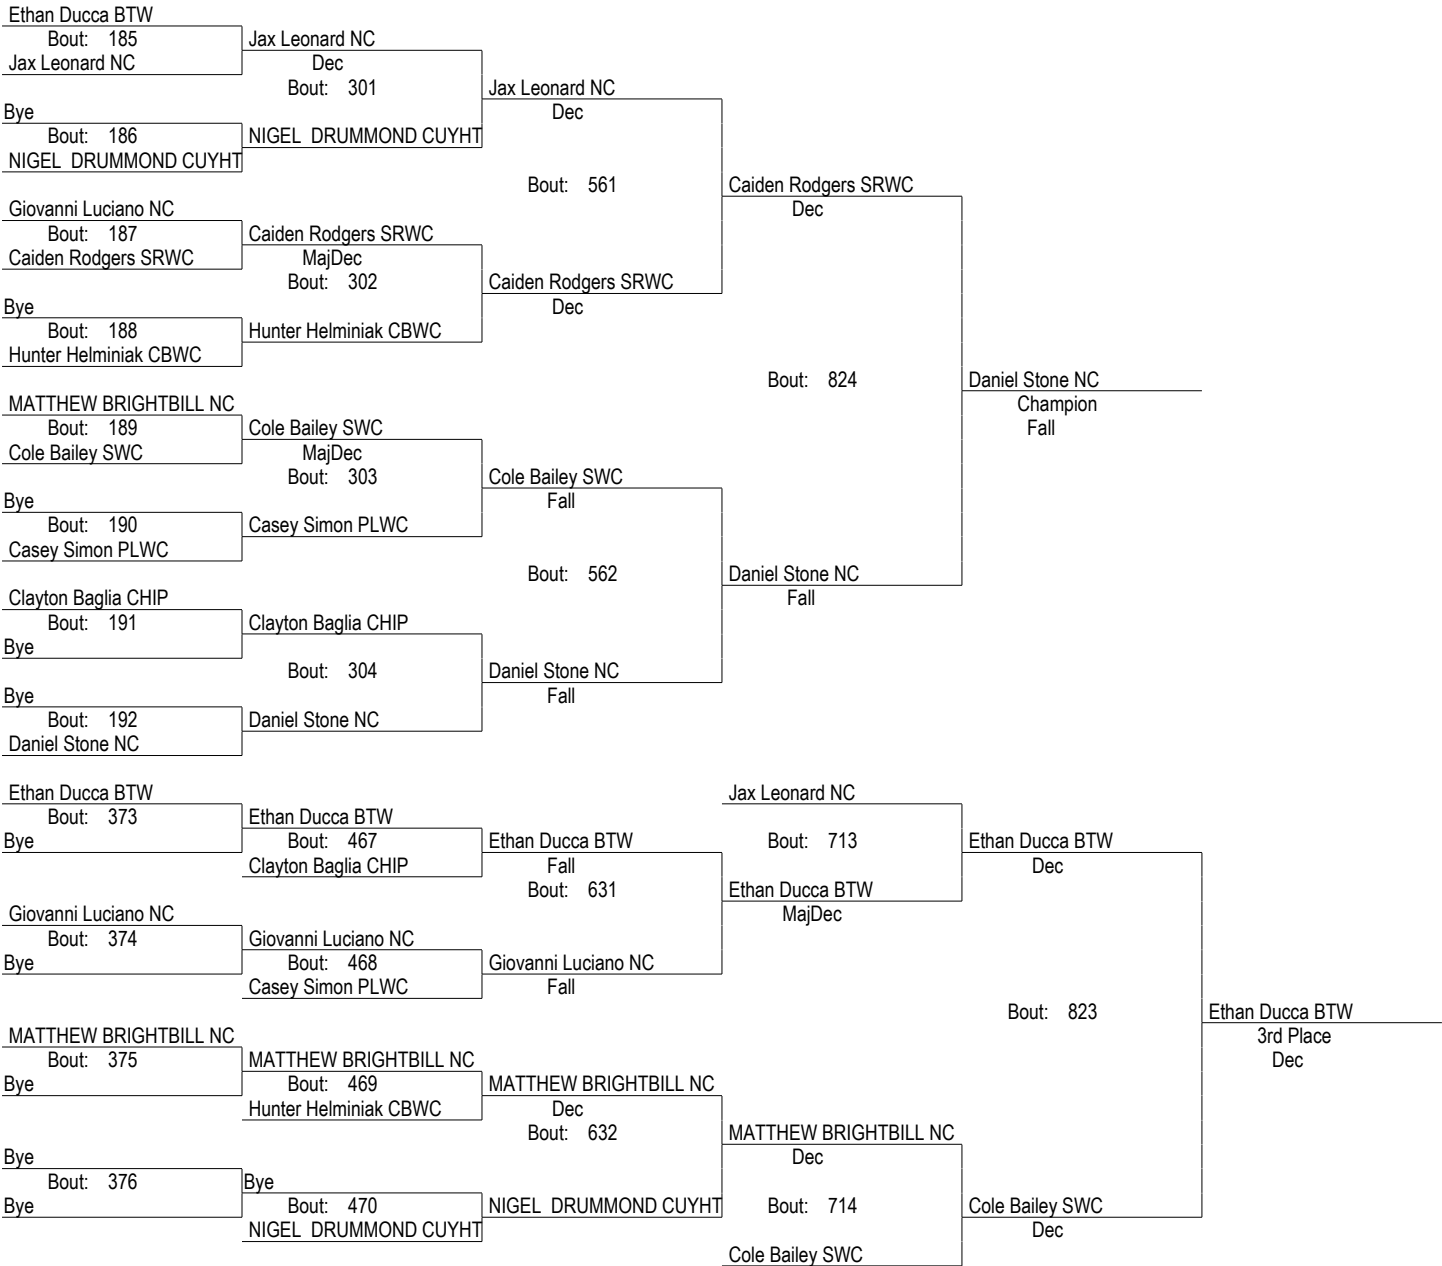 Ethan Ducca BTW
Bout: 185 Jax Leonard NC
Jax Leonard NC Dec
Bout: 301 Jax Leonard NC
Bye Dec
Bout: 186 NIGEL DRUMMOND CUYHT
NIGEL DRUMMOND CUYHT
Bout: 561 Caiden Rodgers SRWC
Giovanni Luciano NC Dec
Bout: 187 Caiden Rodgers SRWC
Caiden Rodgers SRWC MajDec
Bout: 302 Caiden Rodgers SRWC
Bye Dec
Bout: 188 Hunter Helminiak CBWC
Hunter Helminiak CBWC
Bout: 824 Daniel Stone NC
MATTHEW BRIGHTBILL NC Champion
Bout: 189 Cole Bailey SWC Fall
Cole Bailey SWC MajDec
Bout: 303 Cole Bailey SWC
Bye Fall
Bout: 190 Casey Simon PLWC
Casey Simon PLWC
Bout: 562 Daniel Stone NC
Clayton Baglia CHIP Fall
Bout: 191 Clayton Baglia CHIP
Bye
Bout: 304 Daniel Stone NC
Bye Fall
Bout: 192 Daniel Stone NC
Daniel Stone NC
Ethan Ducca BTW Jax Leonard NC
Bout: 373 Ethan Ducca BTW
Bye Bout: 467 Ethan Ducca BTW Bout: 713 Ethan Ducca BTW
Clayton Baglia CHIP Fall Dec
Bout: 631 Ethan Ducca BTW
Giovanni Luciano NC MajDec
Bout: 374 Giovanni Luciano NC
Bye Bout: 468 Giovanni Luciano NC
Casey Simon PLWC Fall
Bout: 823 Ethan Ducca BTW
MATTHEW BRIGHTBILL NC 3rd Place
Bout: 375 MATTHEW BRIGHTBILL NC Dec
Bye Bout: 469 MATTHEW BRIGHTBILL NC
Hunter Helminiak CBWC Dec
Bout: 632 MATTHEW BRIGHTBILL NC
Bye Dec
Bout: 376 Bye
Bye Bout: 470 NIGEL DRUMMOND CUYHT Bout: 714 Cole Bailey SWC
NIGEL DRUMMOND CUYHT Dec
Cole Bailey SWC